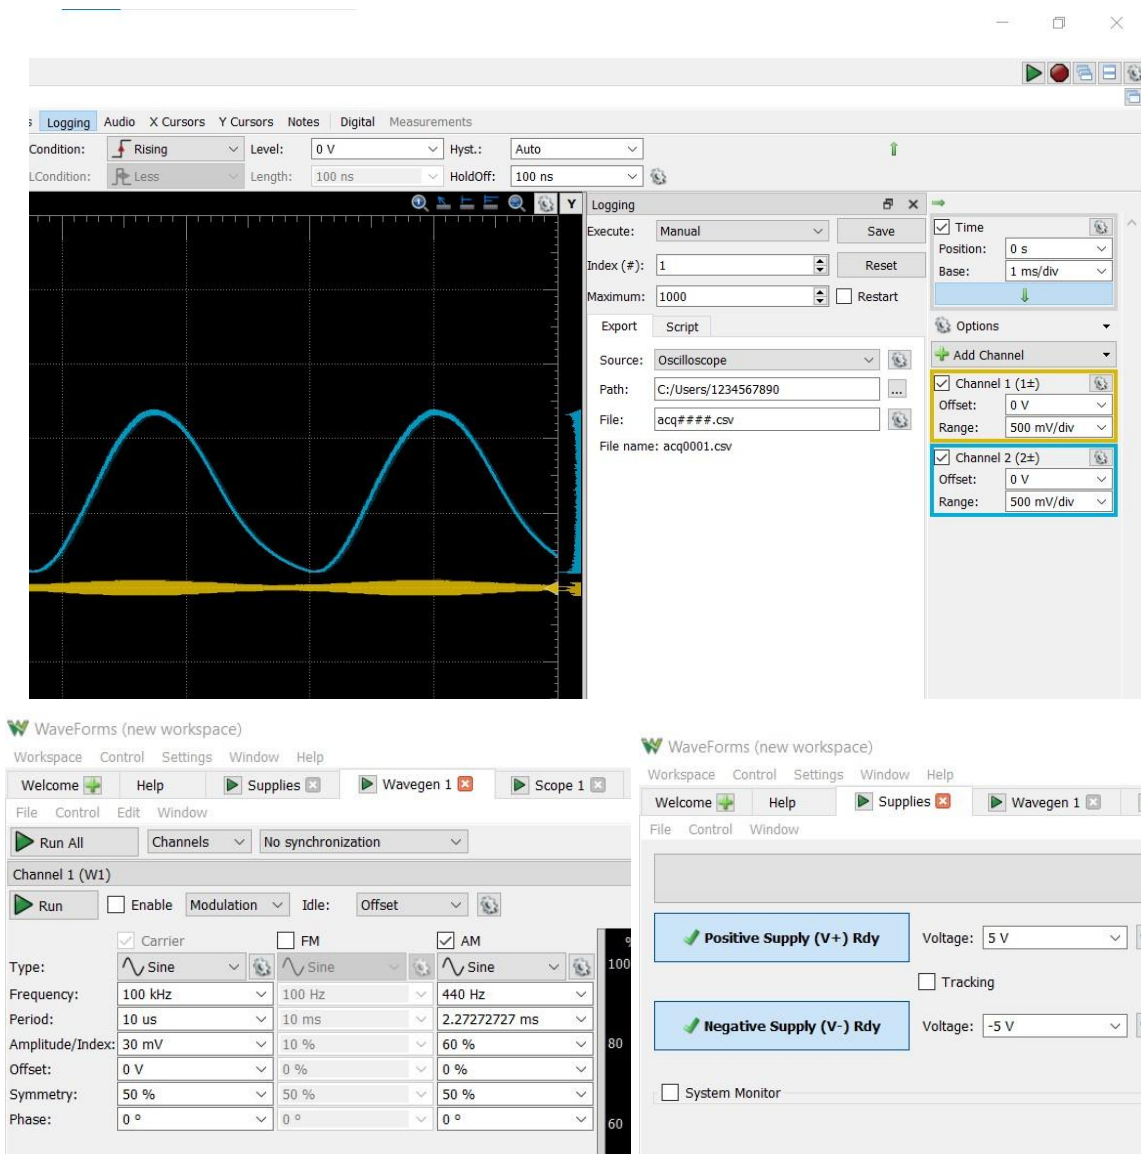 s Logging Audio X Cursors Y Cursors Notes Digital Measurements
Condition: Rising Level: 0 V Hyst.: Auto
LCondition: Less Length: 100 ns HoldOff: 100 ns
Y
Logging
Execute: Manual Save
Index (#): 1 Reset
Maximum: 1000 Restart
Export Script
Source: Oscilloscope
Path: C:/Users/1234567890 ...
File: acq####.csv
File name: acq0001.csv
Time
Position: 0 s
Base: 1 ms/div
Options
Add Channel
Channel 1 (1±)
Offset: 0 V
Range: 500 mV/div
Channel 2 (2±)
Offset: 0 V
Range: 500 mV/div
WaveForms (new workspace)
Workspace Control Settings Window Help
Welcome Help Supplies Wavegen 1 Scope 1
File Control Edit Window
Run All Channels No synchronization
Channel 1 (W1)
Run Enable Modulation Idle: Offset
Carrier FM AM
Type: Sine Sine Sine
Frequency: 100 kHz 100 Hz 440 Hz
Period: 10 us 10 ms 2.27272727 ms
Amplitude/Index: 30 mV 10 % 60 %
Offset: 0 V 0 % 0 %
Symmetry: 50 % 50 % 50 %
Phase: 0 º 0 º 0 º
100
80
60
WaveForms (new workspace)
Workspace Control Settings Window Help
Welcome Help Supplies Wavegen 1
File Control Window
Positive Supply (V+) Rdy Voltage: 5 V
Tracking
Negative Supply (V-) Rdy Voltage: -5 V
System Monitor